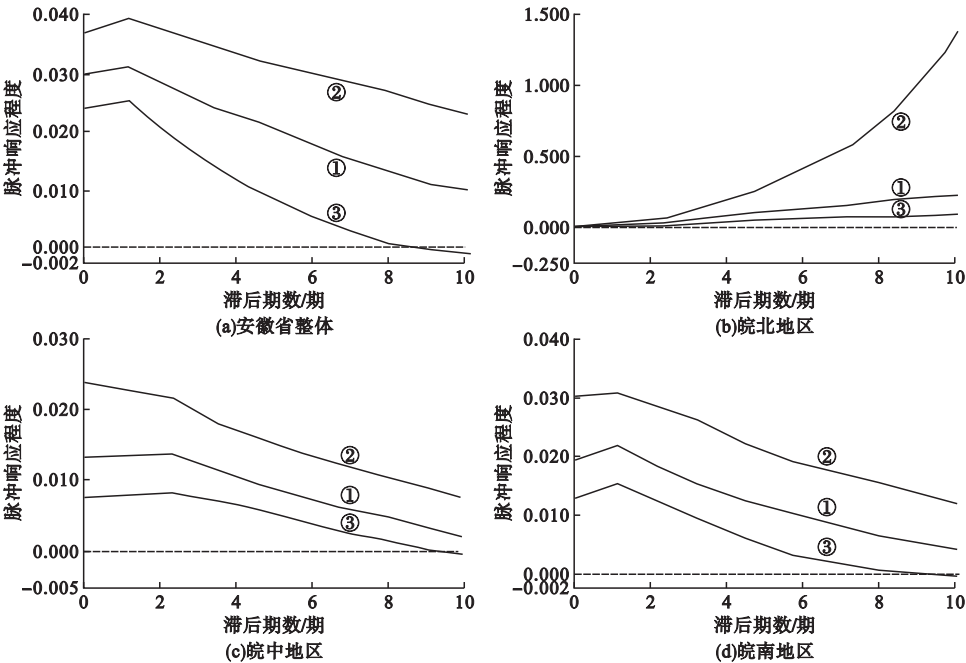 0.040
0.030
0.020
0.010
0.000
−0.002
脉冲响应程度
②
①
③
0 2 4 6 8 10
滞后期数/期
(a)安徽省整体
1.500
1.000
0.500
0.000
−0.250
脉冲响应程度
②
①
③
0 2 4 6 8 10
滞后期数/期
(b)皖北地区
0.030
0.020
0.010
0.000
−0.005
脉冲响应程度
②
①
③
0 2 4 6 8 10
滞后期数/期
(c)皖中地区
0.040
0.030
0.020
0.010
0.000
−0.002
脉冲响应程度
②
①
③
0 2 4 6 8 10
滞后期数/期
(d)皖南地区